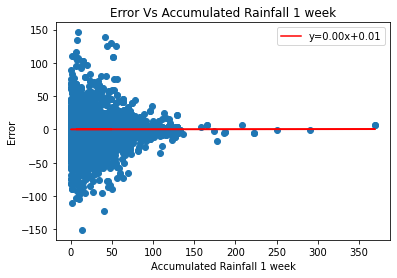 Error Vs Accumulated Rainfall 1 week
y=0.00x+0.01
Error
150
100
50
0
−50
−100
−150
0 50 100 150 200 250 300 350
Accumulated Rainfall 1 week